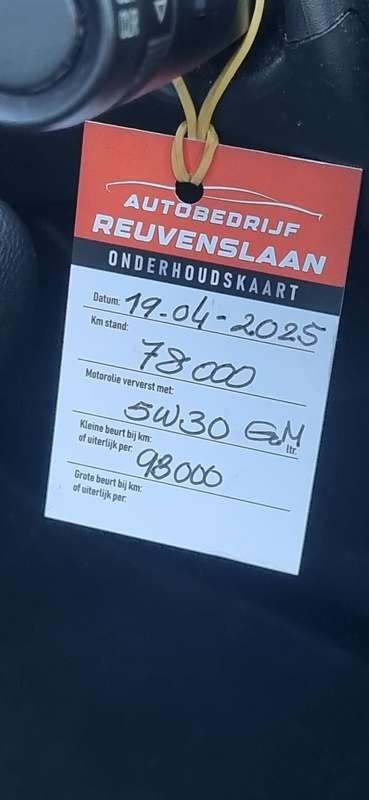 AUTOBEDRIJF
REUVENSLAAN
ONDERHOUDSKAART
Datum: 19-04-2025
Km stand: 78000
Motorolie ververst met:
5W30 GM ltr.
Kleine beurt bij km:
of uiterlijk per: 98000
Grote beurt bij km:
of uiterlijk per: